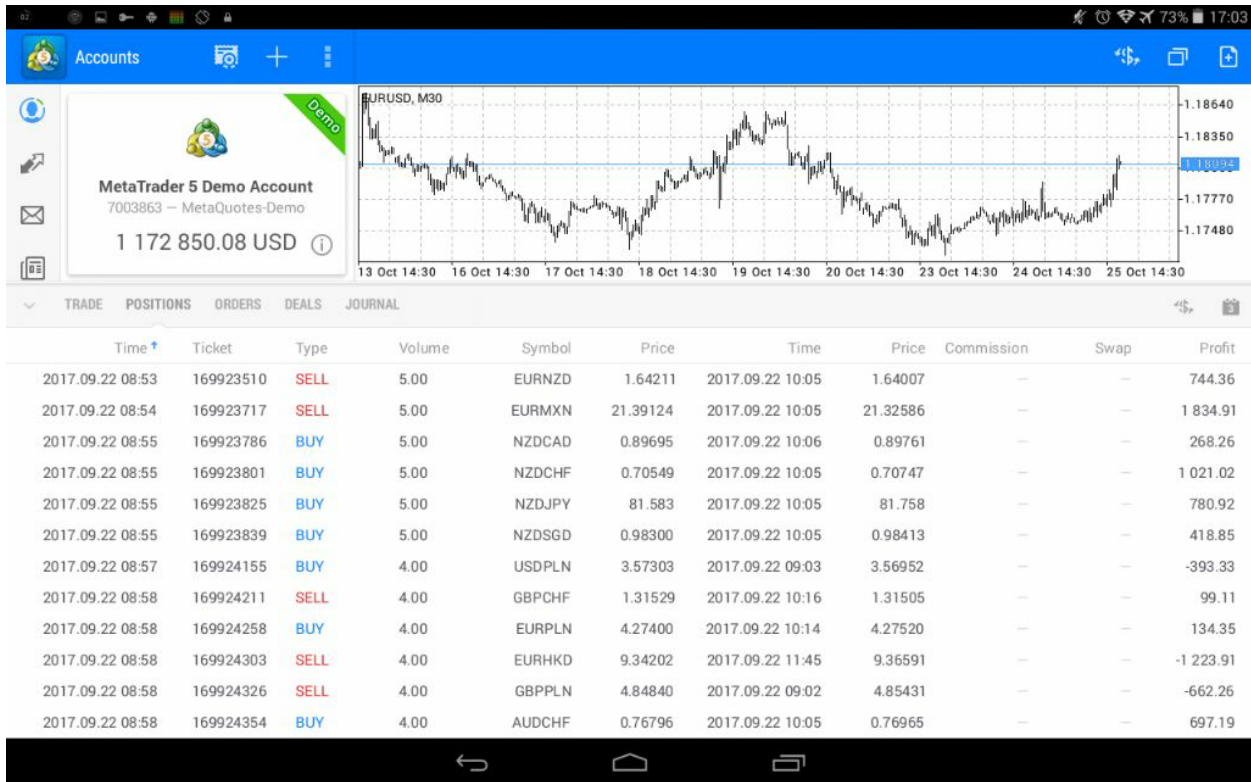 73% 17:03
Accounts
Demo
MetaTrader 5 Demo Account
7003863 — MetaQuotes-Demo
1 172 850.08 USD
EURUSD, M30
1.18640
1.18350
1.18094
1.17770
1.17480
13 Oct 14:30 16 Oct 14:30 17 Oct 14:30 18 Oct 14:30 19 Oct 14:30 20 Oct 14:30 23 Oct 14:30 24 Oct 14:30 25 Oct 14:30
TRADE POSITIONS ORDERS DEALS JOURNAL
Time Ticket Type Volume Symbol Price Time Price Commission Swap Profit
2017.09.22 08:53 169923510 SELL 5.00 EURNZD 1.64211 2017.09.22 10:05 1.64007 — — 744.36
2017.09.22 08:54 169923717 SELL 5.00 EURMXN 21.39124 2017.09.22 10:05 21.32586 — — 1 834.91
2017.09.22 08:55 169923786 BUY 5.00 NZDCAD 0.89695 2017.09.22 10:06 0.89761 — — 268.26
2017.09.22 08:55 169923801 BUY 5.00 NZDCHF 0.70549 2017.09.22 10:05 0.70747 — — 1 021.02
2017.09.22 08:55 169923825 BUY 5.00 NZDJPY 81.583 2017.09.22 10:05 81.758 — — 780.92
2017.09.22 08:55 169923839 BUY 5.00 NZDSGD 0.98300 2017.09.22 10:05 0.98413 — — 418.85
2017.09.22 08:57 169924155 BUY 4.00 USDPLN 3.57303 2017.09.22 09:03 3.56952 — — -393.33
2017.09.22 08:58 169924211 SELL 4.00 GBPCHF 1.31529 2017.09.22 10:16 1.31505 — — 99.11
2017.09.22 08:58 169924258 BUY 4.00 EURPLN 4.27400 2017.09.22 10:14 4.27520 — — 134.35
2017.09.22 08:58 169924303 SELL 4.00 EURHKD 9.34202 2017.09.22 11:45 9.36591 — — -1 223.91
2017.09.22 08:58 169924326 SELL 4.00 GBPPLN 4.84840 2017.09.22 09:02 4.85431 — — -662.26
2017.09.22 08:58 169924354 BUY 4.00 AUDCHF 0.76796 2017.09.22 10:05 0.76965 — — 697.19